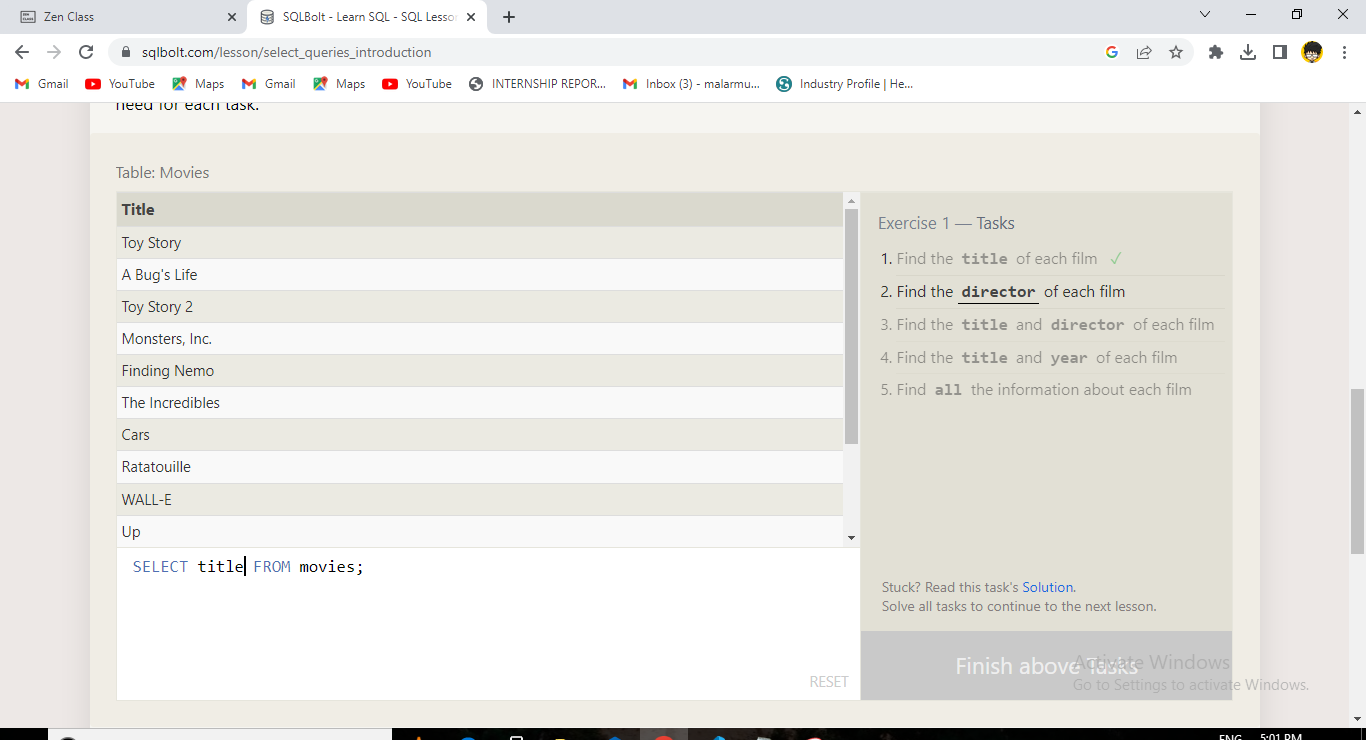 Zen Class
SQLBolt - Learn SQL - SQL Lesson
sqlbolt.com/lesson/select_queries_introduction
Gmail YouTube Maps Gmail Maps YouTube INTERNSHIP REPOR... Inbox (3) - malarmu... Industry Profile | He...
need for each task.
Table: Movies
Title
Toy Story
A Bug's Life
Toy Story 2
Monsters, Inc.
Finding Nemo
The Incredibles
Cars
Ratatouille
WALL-E
Up
SELECT title FROM movies;
RESET
Exercise 1 — Tasks
1. Find the title of each film ✓
2. Find the director of each film
3. Find the title and director of each film
4. Find the title and year of each film
5. Find all the information about each film
Stuck? Read this task's Solution.
Solve all tasks to continue to the next lesson.
Finish above Tasks
Activate Windows
Go to Settings to activate Windows.
ENG 5:01 PM